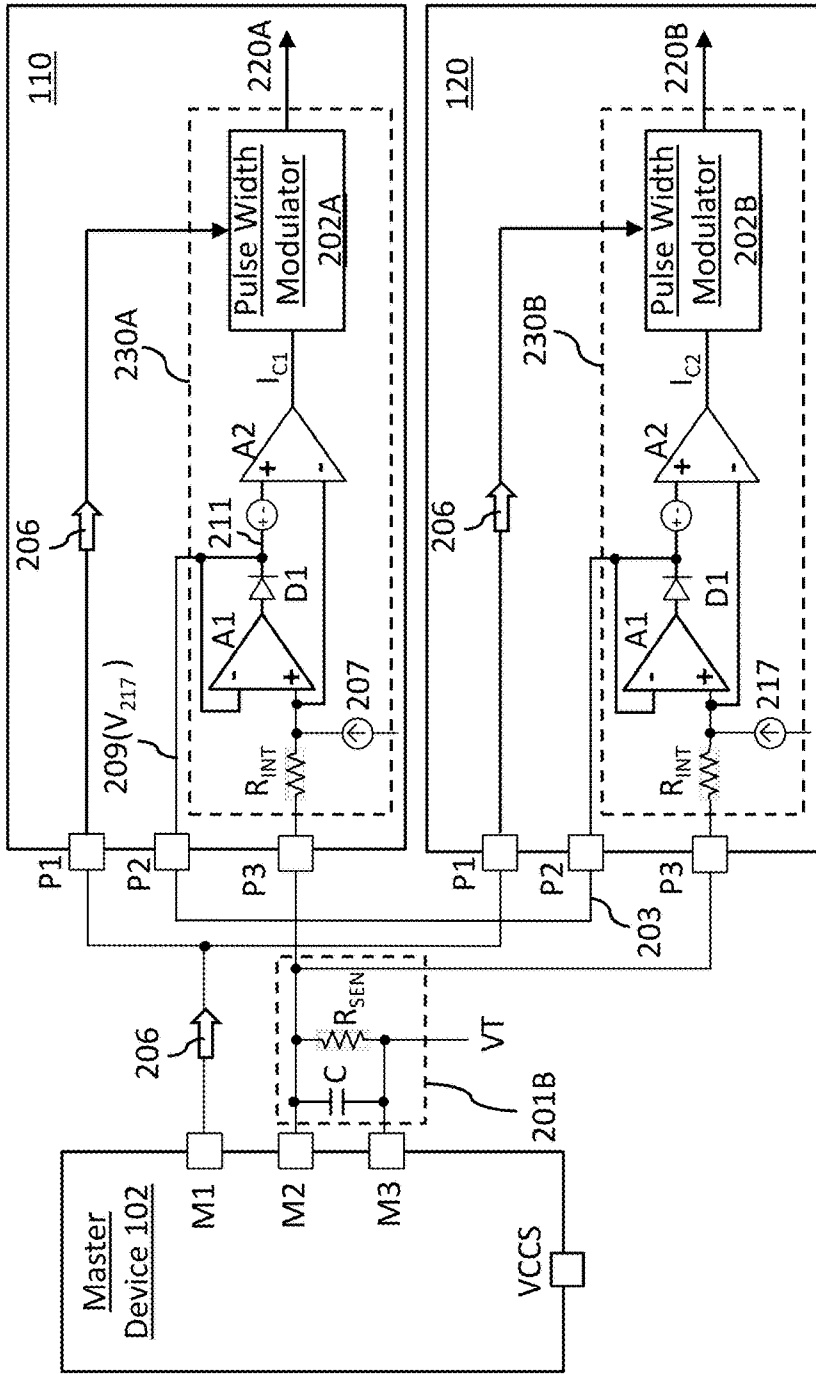 Master
Device 102
M1
M2
M3
VCCS
206
C
R_SEN
VT
201B
203
110
P1
P2
P3
206
209(V_217)
230A
R_INT
207
A1
-
+
D1
211
+-
A2
+
-
I_C1
Pulse Width
Modulator
202A
220A
120
P1
P2
P3
206
230B
R_INT
217
A1
-
+
D1
+-
A2
+
-
I_C2
Pulse Width
Modulator
202B
220B